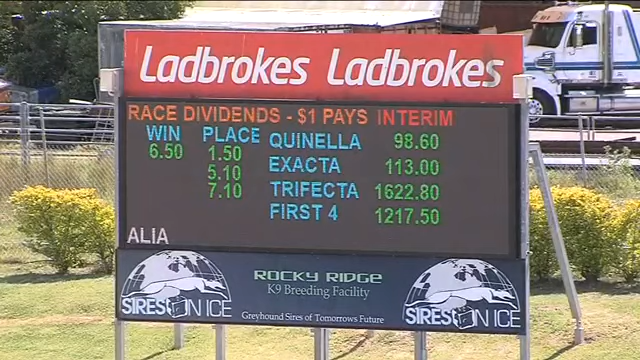 Ladbrokes Ladbrokes
RACE DIVIDENDS - $1 PAYS INTERIM
WIN PLACE QUINELLA 98.60
6.50 1.50 EXACTA 113.00
5.10 TRIFECTA 1622.80
7.10 FIRST 4 1217.50
ALIA
SIRES ON ICE
ROCKY RIDGE
K9 Breeding Facility
Greyhound Sires of Tomorrows Future
SIRES ON ICE